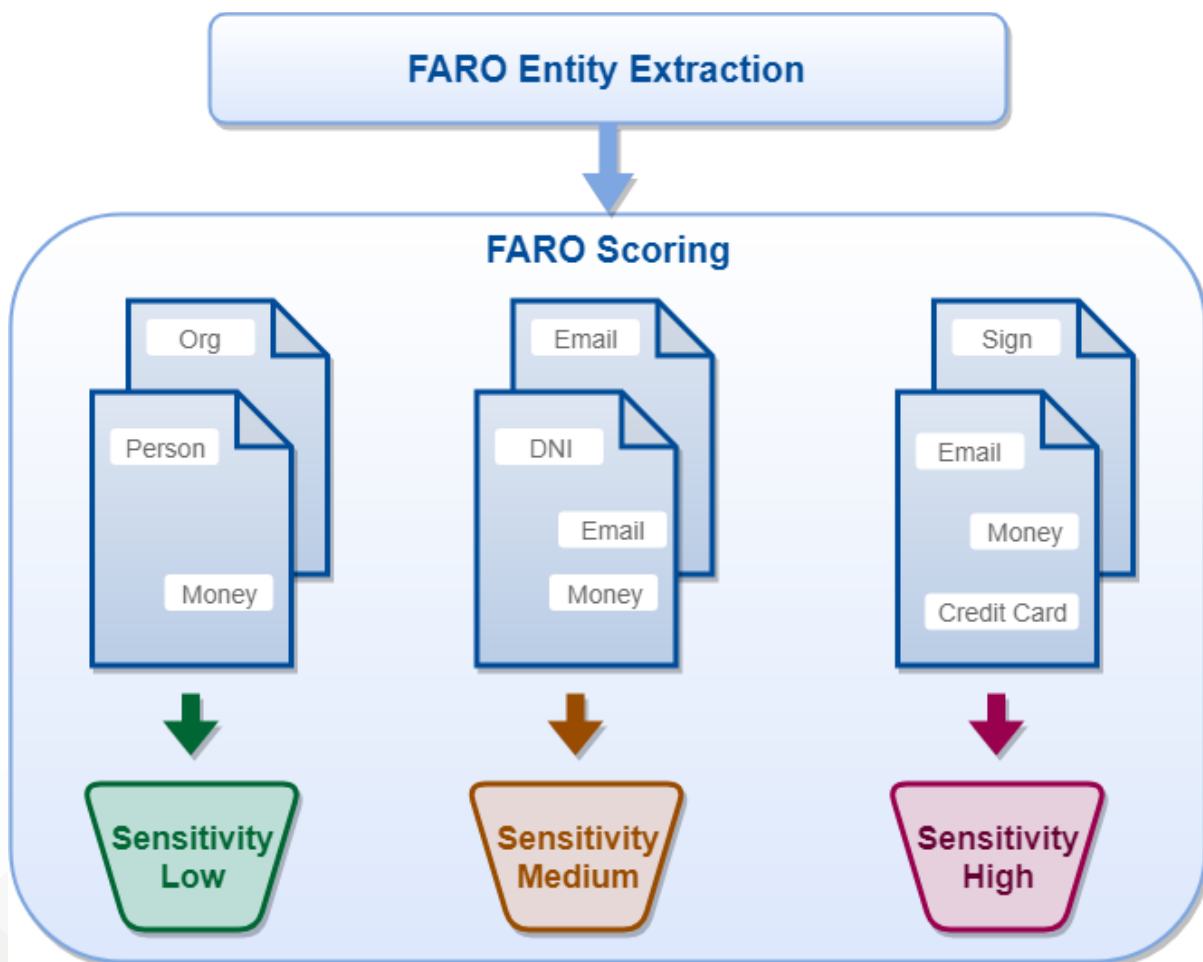 FARO Entity Extraction
FARO Scoring
Org
Person
Money
Email
DNI
Email
Money
Sign
Email
Money
Credit Card
Sensitivity
Low
Sensitivity
Medium
Sensitivity
High